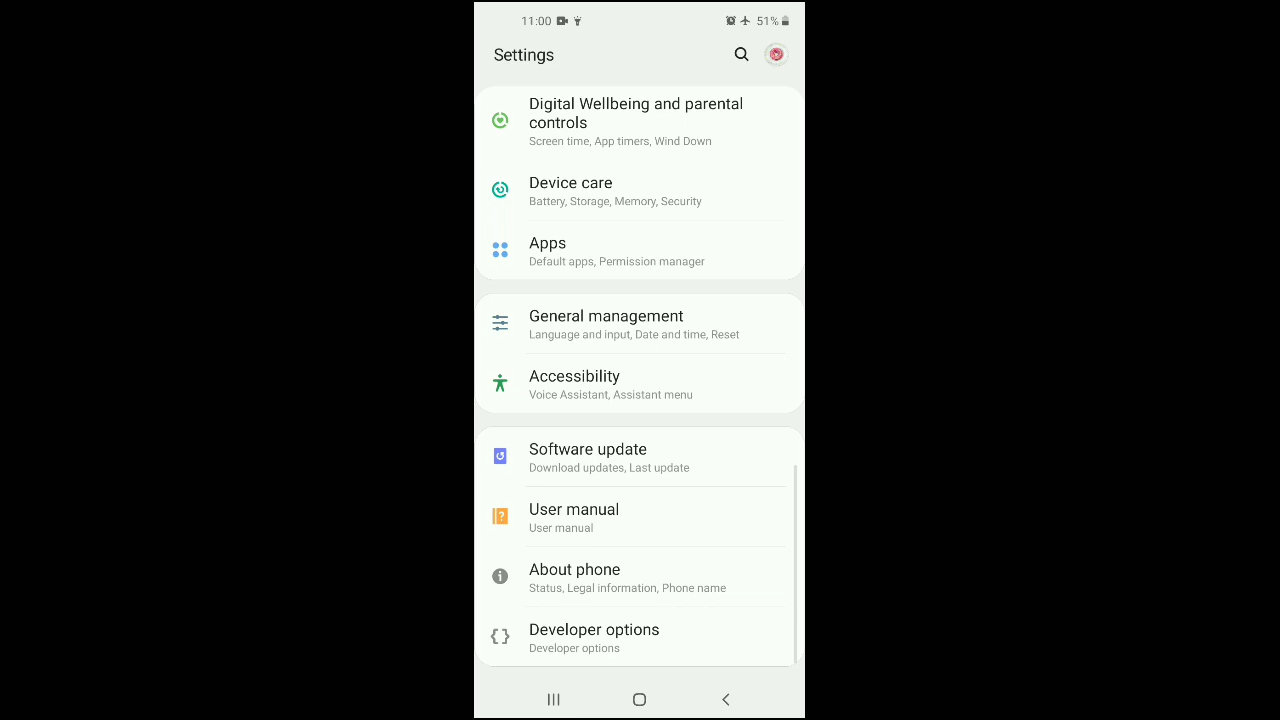 11:00 51%
Settings
Digital Wellbeing and parental
controls
Screen time, App timers, Wind Down
Device care
Battery, Storage, Memory, Security
Apps
Default apps, Permission manager
General management
Language and input, Date and time, Reset
Accessibility
Voice Assistant, Assistant menu
Software update
Download updates, Last update
User manual
User manual
About phone
Status, Legal information, Phone name
Developer options
Developer options